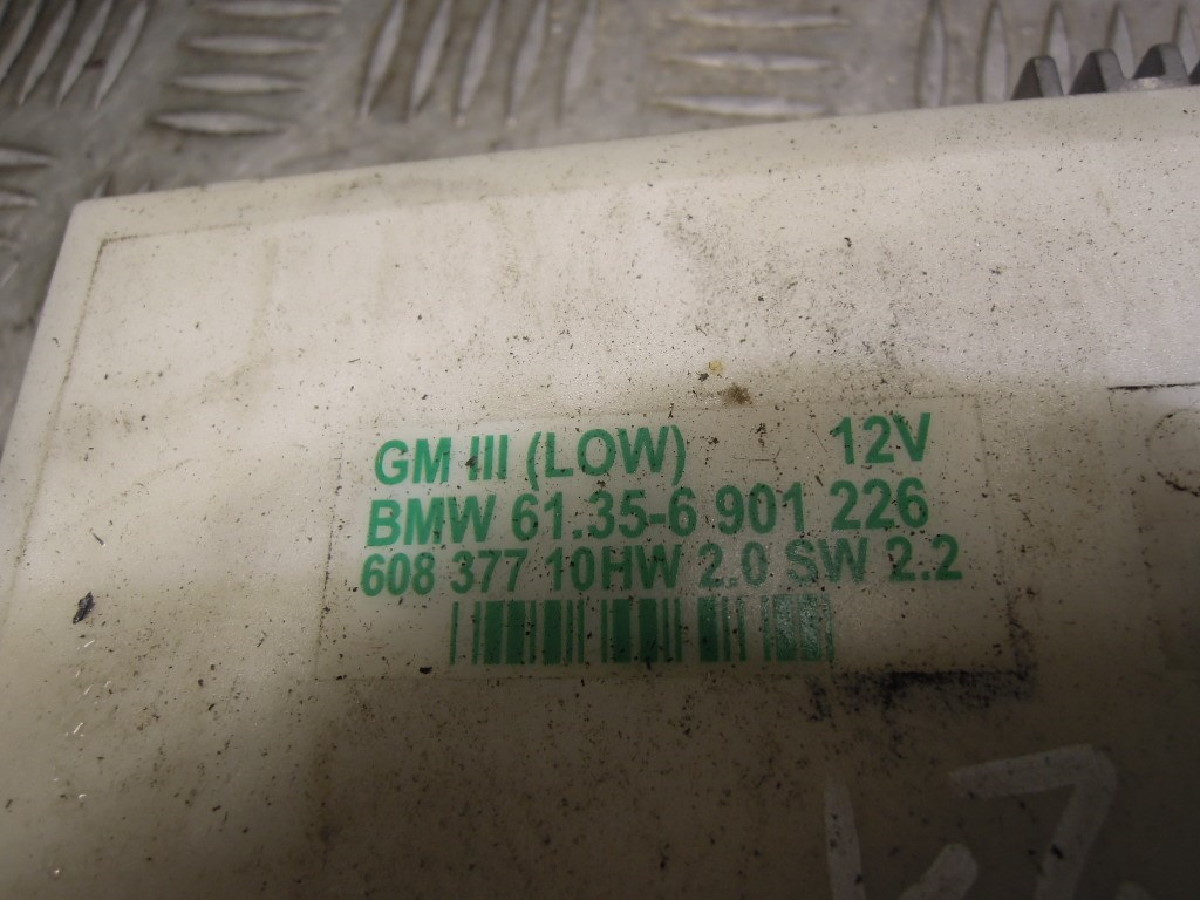 GM III (LOW) 12V
BMW 61.35-6 901 226
608 377 10HW 2.0 SW 2.2